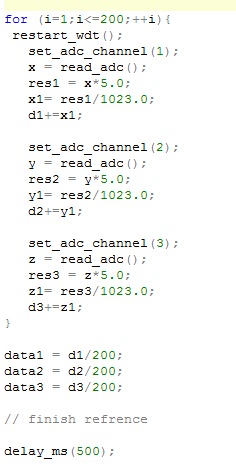 for (i=1;i<=200;++i){
restart_wdt();
set_adc_channel(1);
x = read_adc();
res1 = x*5.0;
x1= res1/1023.0;
d1+=x1;
set_adc_channel(2);
y = read_adc();
res2 = y*5.0;
y1= res2/1023.0;
d2+=y1;
set_adc_channel(3);
z = read_adc();
res3 = z*5.0;
z1= res3/1023.0;
d3+=z1;
}
data1 = d1/200;
data2 = d2/200;
data3 = d3/200;
// finish refrence
delay_ms(500);